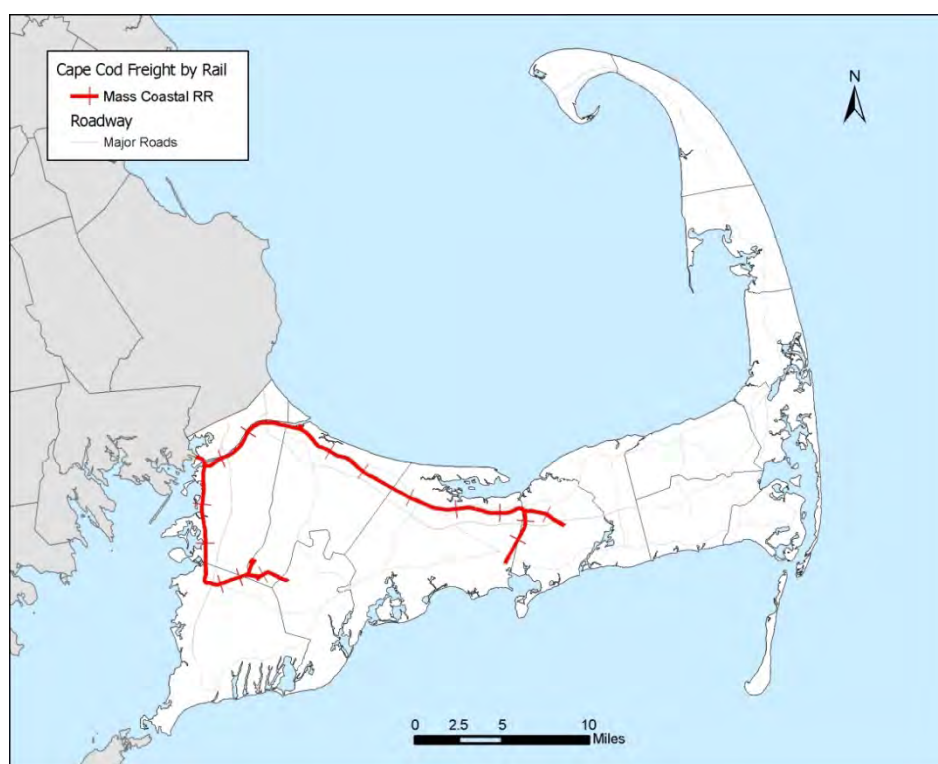 Cape Cod Freight by Rail
Mass Coastal RR
Roadway
Major Roads
N
0 2.5 5 10
Miles